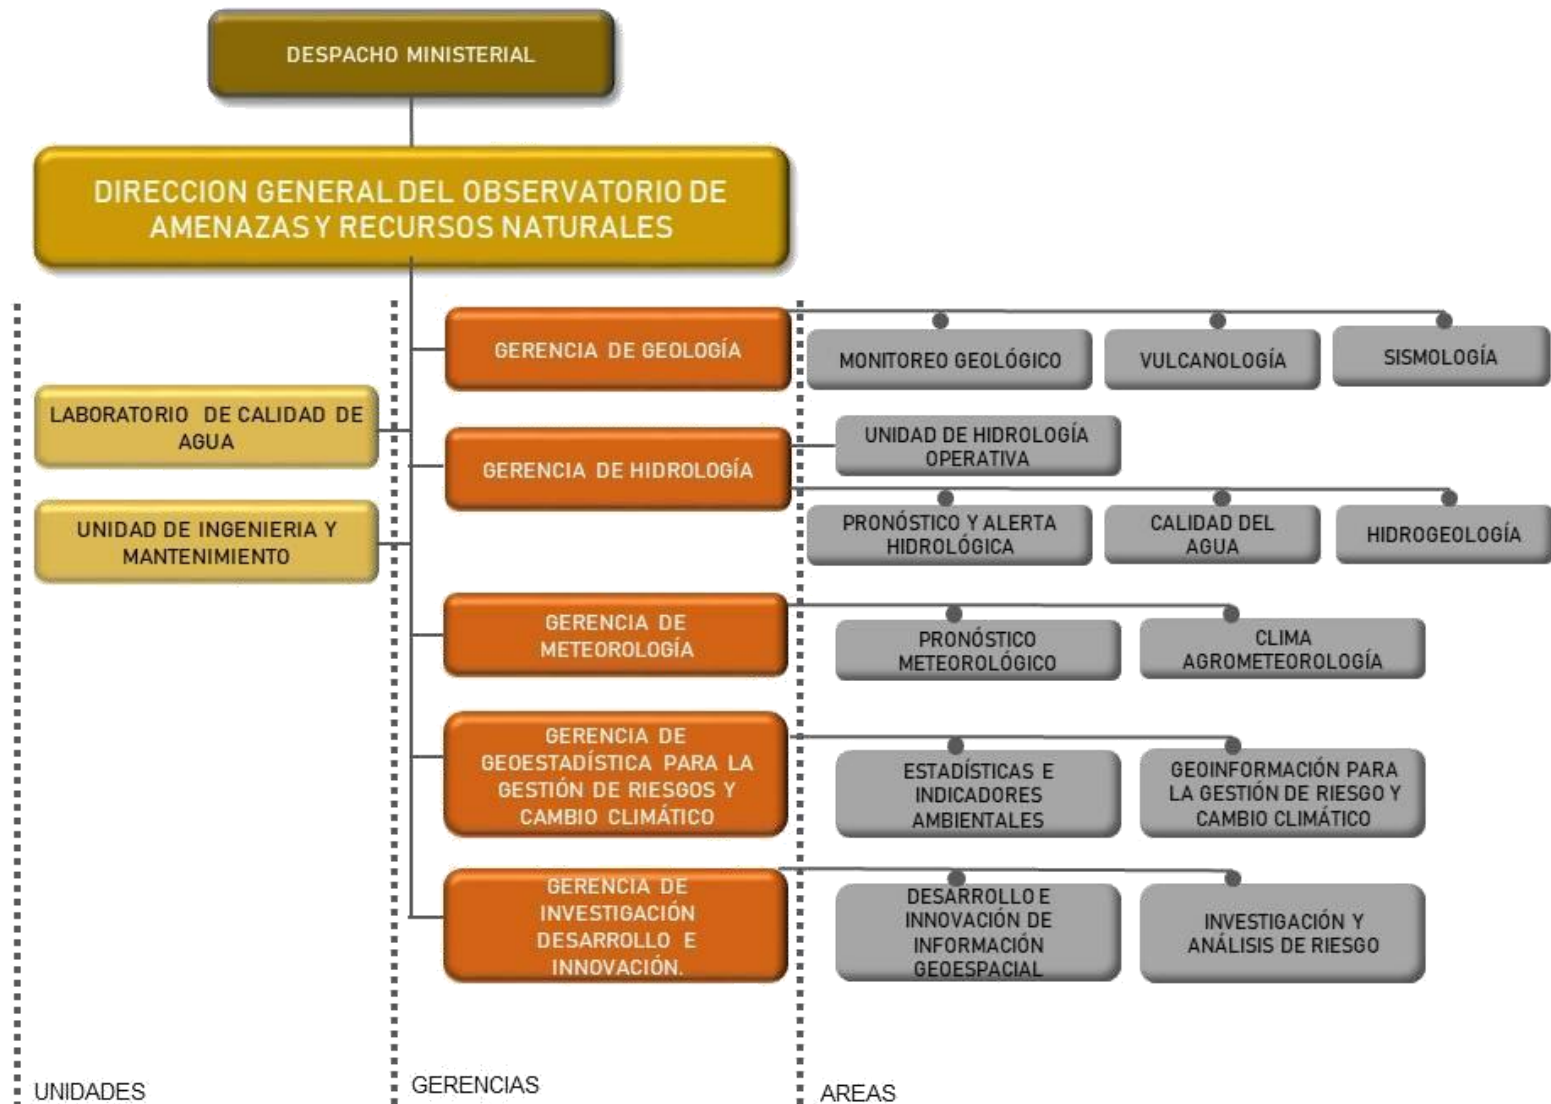 DESPACHO MINISTERIAL
DIRECCION GENERAL DEL OBSERVATORIO DE
AMENAZAS Y RECURSOS NATURALES
GERENCIA DE GEOLOGÍA
MONITOREO GEOLÓGICO
VULCANOLOGÍA
SISMOLOGÍA
LABORATORIO DE CALIDAD DE
AGUA
GERENCIA DE HIDROLOGÍA
UNIDAD DE HIDROLOGÍA
OPERATIVA
PRONÓSTICO Y ALERTA
HIDROLÓGICA
CALIDAD DEL
AGUA
HIDROGEOLOGÍA
UNIDAD DE INGENIERIA Y
MANTENIMIENTO
GERENCIA DE
METEOROLOGÍA
PRONÓSTICO
METEOROLÓGICO
CLIMA
AGROMETEOROLOGÍA
GERENCIA DE
GEOESTADÍSTICA PARA LA
GESTIÓN DE RIESGOS Y
CAMBIO CLIMÁTICO
ESTADÍSTICAS E
INDICADORES
AMBIENTALES
GEOINFORMACIÓN PARA
LA GESTIÓN DE RIESGO Y
CAMBIO CLIMÁTICO
GERENCIA DE
INVESTIGACIÓN
DESARROLLO E
INNOVACIÓN.
DESARROLLO E
INNOVACIÓN DE
INFORMACIÓN
GEOESPACIAL
INVESTIGACIÓN Y
ANÁLISIS DE RIESGO
UNIDADES
GERENCIAS
AREAS